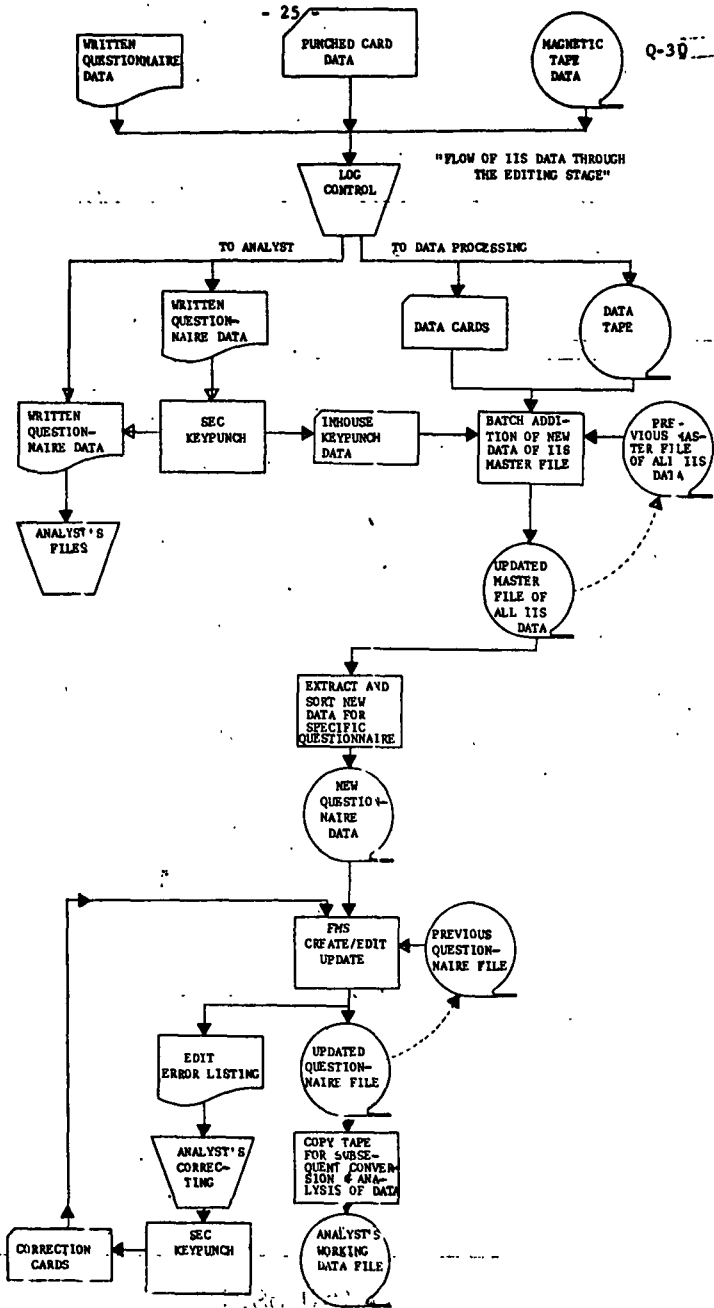 - 25 -
Q-3
WRITTEN
QUESTIONNAIRE
DATA
PUNCHED CARD
DATA
MAGNETIC
TAPE
DATA
"FLOW OF IIS DATA THROUGH
THE EDITING STAGE"
LOG
CONTROL
TO ANALYST
TO DATA PROCESSING
WRITTEN
QUESTION-
NAIRE DATA
DATA CARDS
DATA
TAPE
WRITTEN
QUESTION-
NAIRE DATA
SEC
KEYPUNCH
INHOUSE
KEYPUNCH
DATA
BATCH ADDI-
TION OF NEW
DATA OF IIS
MASTER FILE
PRE-
VIOUS MAS-
TER FILE
OF ALL IIS
DATA
ANALYST'S
FILES
UPDATED
MASTER
FILE OF
ALL IIS
DATA
EXTRACT AND
SORT NEW
DATA FOR
SPECIFIC
QUESTIONNAIRE
NEW
QUESTION-
NAIRE
DATA
FMS
CREATE/EDIT
UPDATE
PREVIOUS
QUESTION-
NAIRE FILE
EDIT
ERROR LISTING
UPDATED
QUESTION-
NAIRE FILE
ANALYST'S
CORREC-
TING
COPY TAPE
FOR SUBSE-
QUENT CONVER-
SION & ANA-
LYSIS OF DATA
CORRECTION
CARDS
SEC
KEYPUNCH
ANALYST'S
WORKING
DATA FILE